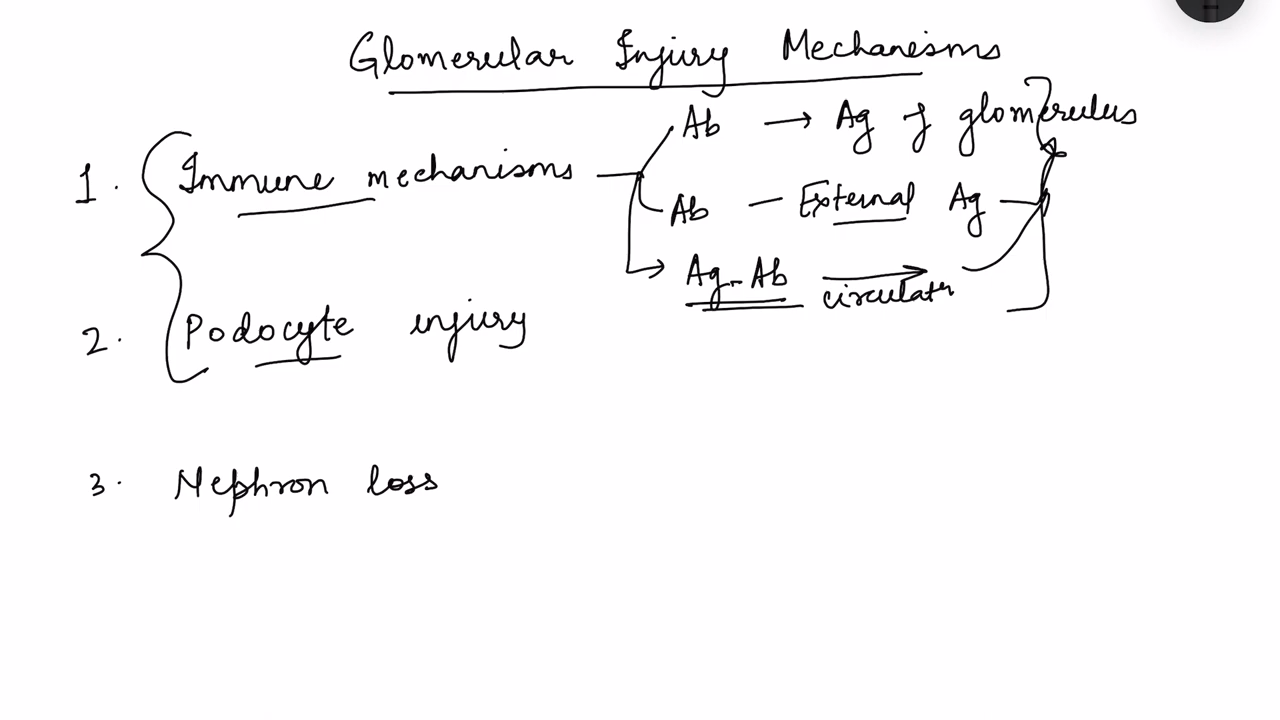 Glomerular Injury Mechanisms
1. Immune mechanisms
Ab → Ag of glomerulus
Ab — External Ag
Ag-Ab circulatn
2. Podocyte injury
3. Nephron loss